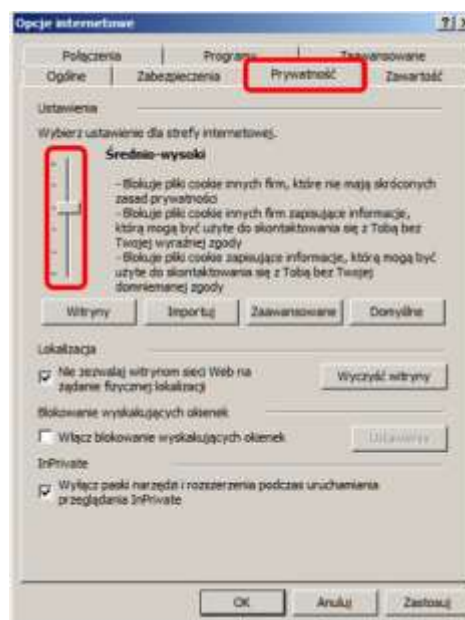 Opcje internetowe
Połączenia Programy Zaawansowane
Ogólne Zabezpieczenia Prywatność Zawartość
Ustawienia
Wybierz ustawienie dla strefy internetowej.
Średnio-wysoki
- Blokuje pliki cookie innych firm, które nie mają skróconych
zasad prywatności
- Blokuje pliki cookie innych firm zapisujące informacje,
którą mogą być użyte do skontaktowania się z Tobą bez
Twojej wyraźnej zgody
- Blokuje pliki cookie zapisujące informacje, którą mogą być
użyte do skontaktowania się z Tobą bez Twojej
domniemanej zgody
Witryny Importuj Zaawansowane Domyślne
Lokalizacja
Nie zezwalaj witrynom sieci Web na
żądanie fizycznej lokalizacji
Wyczyść witryny
Blokowanie wyskakujących okienek
Włącz blokowanie wyskakujących okienek Ustawienia
InPrivate
Wyłącz paski narzędzi i rozszerzenia podczas uruchamiania
przeglądania InPrivate
OK Anuluj Zastosuj